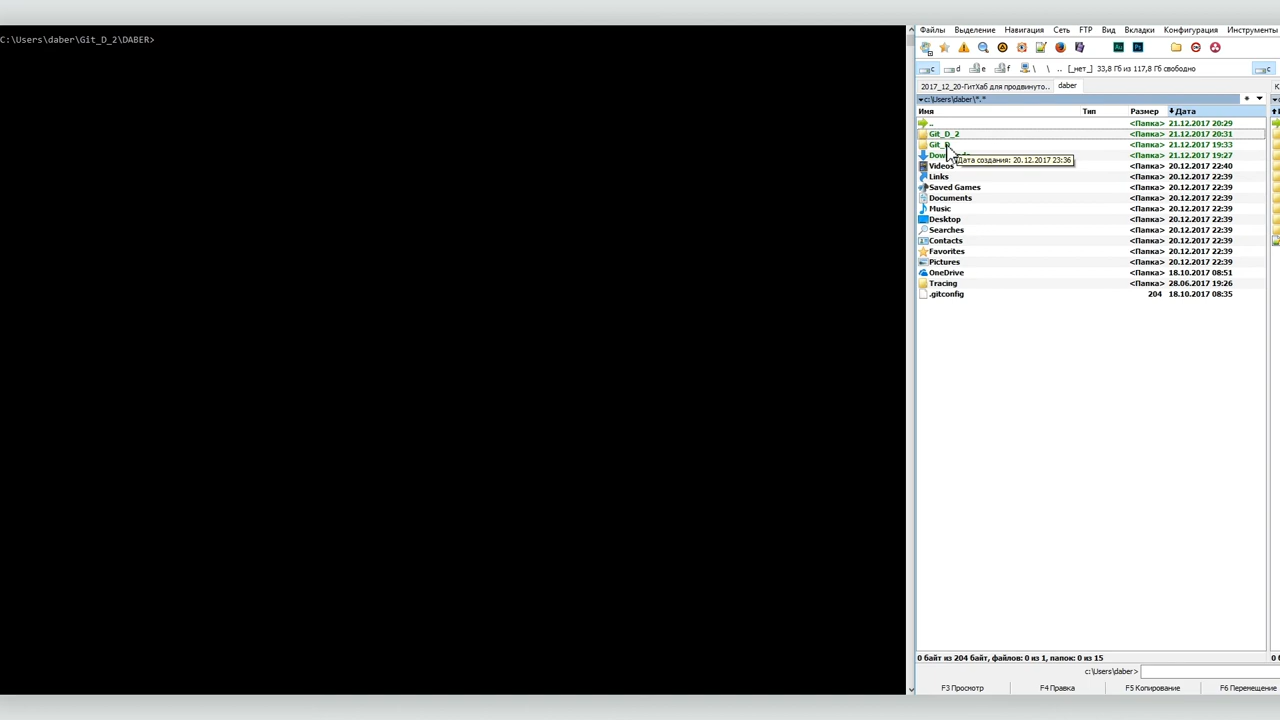 C:\Users\daber\Git_D_2\DABER>
Файлы Выделение Навигация Сеть FTP Вид Вкладки Конфигурация Инструменты
c d e f \ .. [_нет_] 33,8 Гб из 117,8 Гб свободно c
2017_12_20-ГитХаб для продвинуто.. daber
c:\Users\daber\*.*
Имя Тип Размер Дата
.. <Папка> 21.12.2017 20:29
Git_D_2 <Папка> 21.12.2017 20:31
Git_D <Папка> 21.12.2017 19:33
<Папка> 21.12.2017 19:27
Дата создания: 20.12.2017 23:36
Videos <Папка> 20.12.2017 22:40
Links <Папка> 20.12.2017 22:39
Saved Games <Папка> 20.12.2017 22:39
Documents <Папка> 20.12.2017 22:39
Music <Папка> 20.12.2017 22:39
Desktop <Папка> 20.12.2017 22:39
Searches <Папка> 20.12.2017 22:39
Contacts <Папка> 20.12.2017 22:39
Favorites <Папка> 20.12.2017 22:39
Pictures <Папка> 20.12.2017 22:39
OneDrive <Папка> 18.10.2017 08:51
Tracing <Папка> 28.06.2017 19:26
.gitconfig 204 18.10.2017 08:35
0 байт из 204 байт, файлов: 0 из 1, папок: 0 из 15
c:\Users\daber>
F3 Просмотр F4 Правка F5 Копирование F6 Перемещение